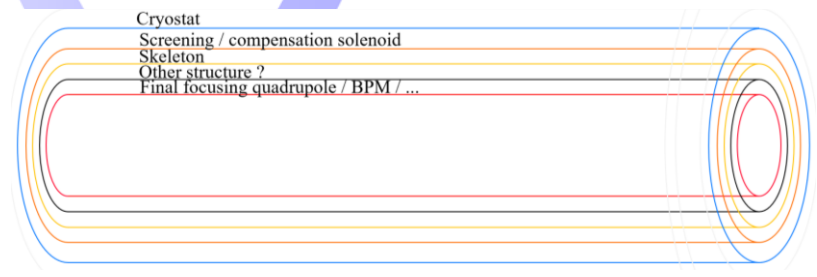 Cryostat
Screening / compensation solenoid
Skeleton
Other structure ?
Final focusing quadrupole / BPM / ...